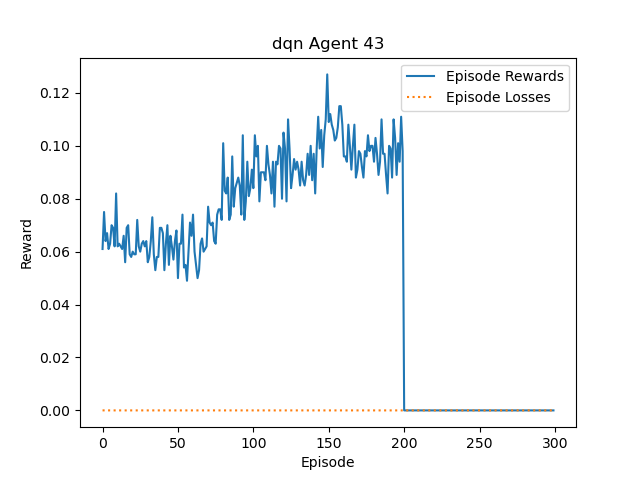 dqn Agent 43
Episode Rewards
Episode Losses
Reward
0.12
0.10
0.08
0.06
0.04
0.02
0.00
0 50 100 150 200 250 300
Episode